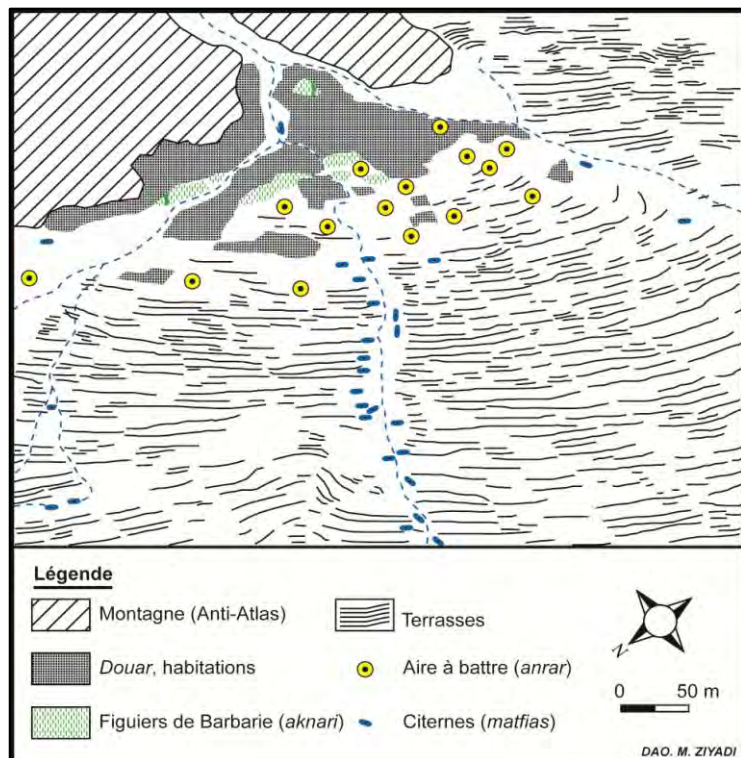 Légende
Montagne (Anti-Atlas)
Terrasses
Douar, habitations
Aire à battre (anrar)
N
0 50 m
Figuiers de Barbarie (aknari)
Citernes (matfias)
DAO. M. ZIYADI